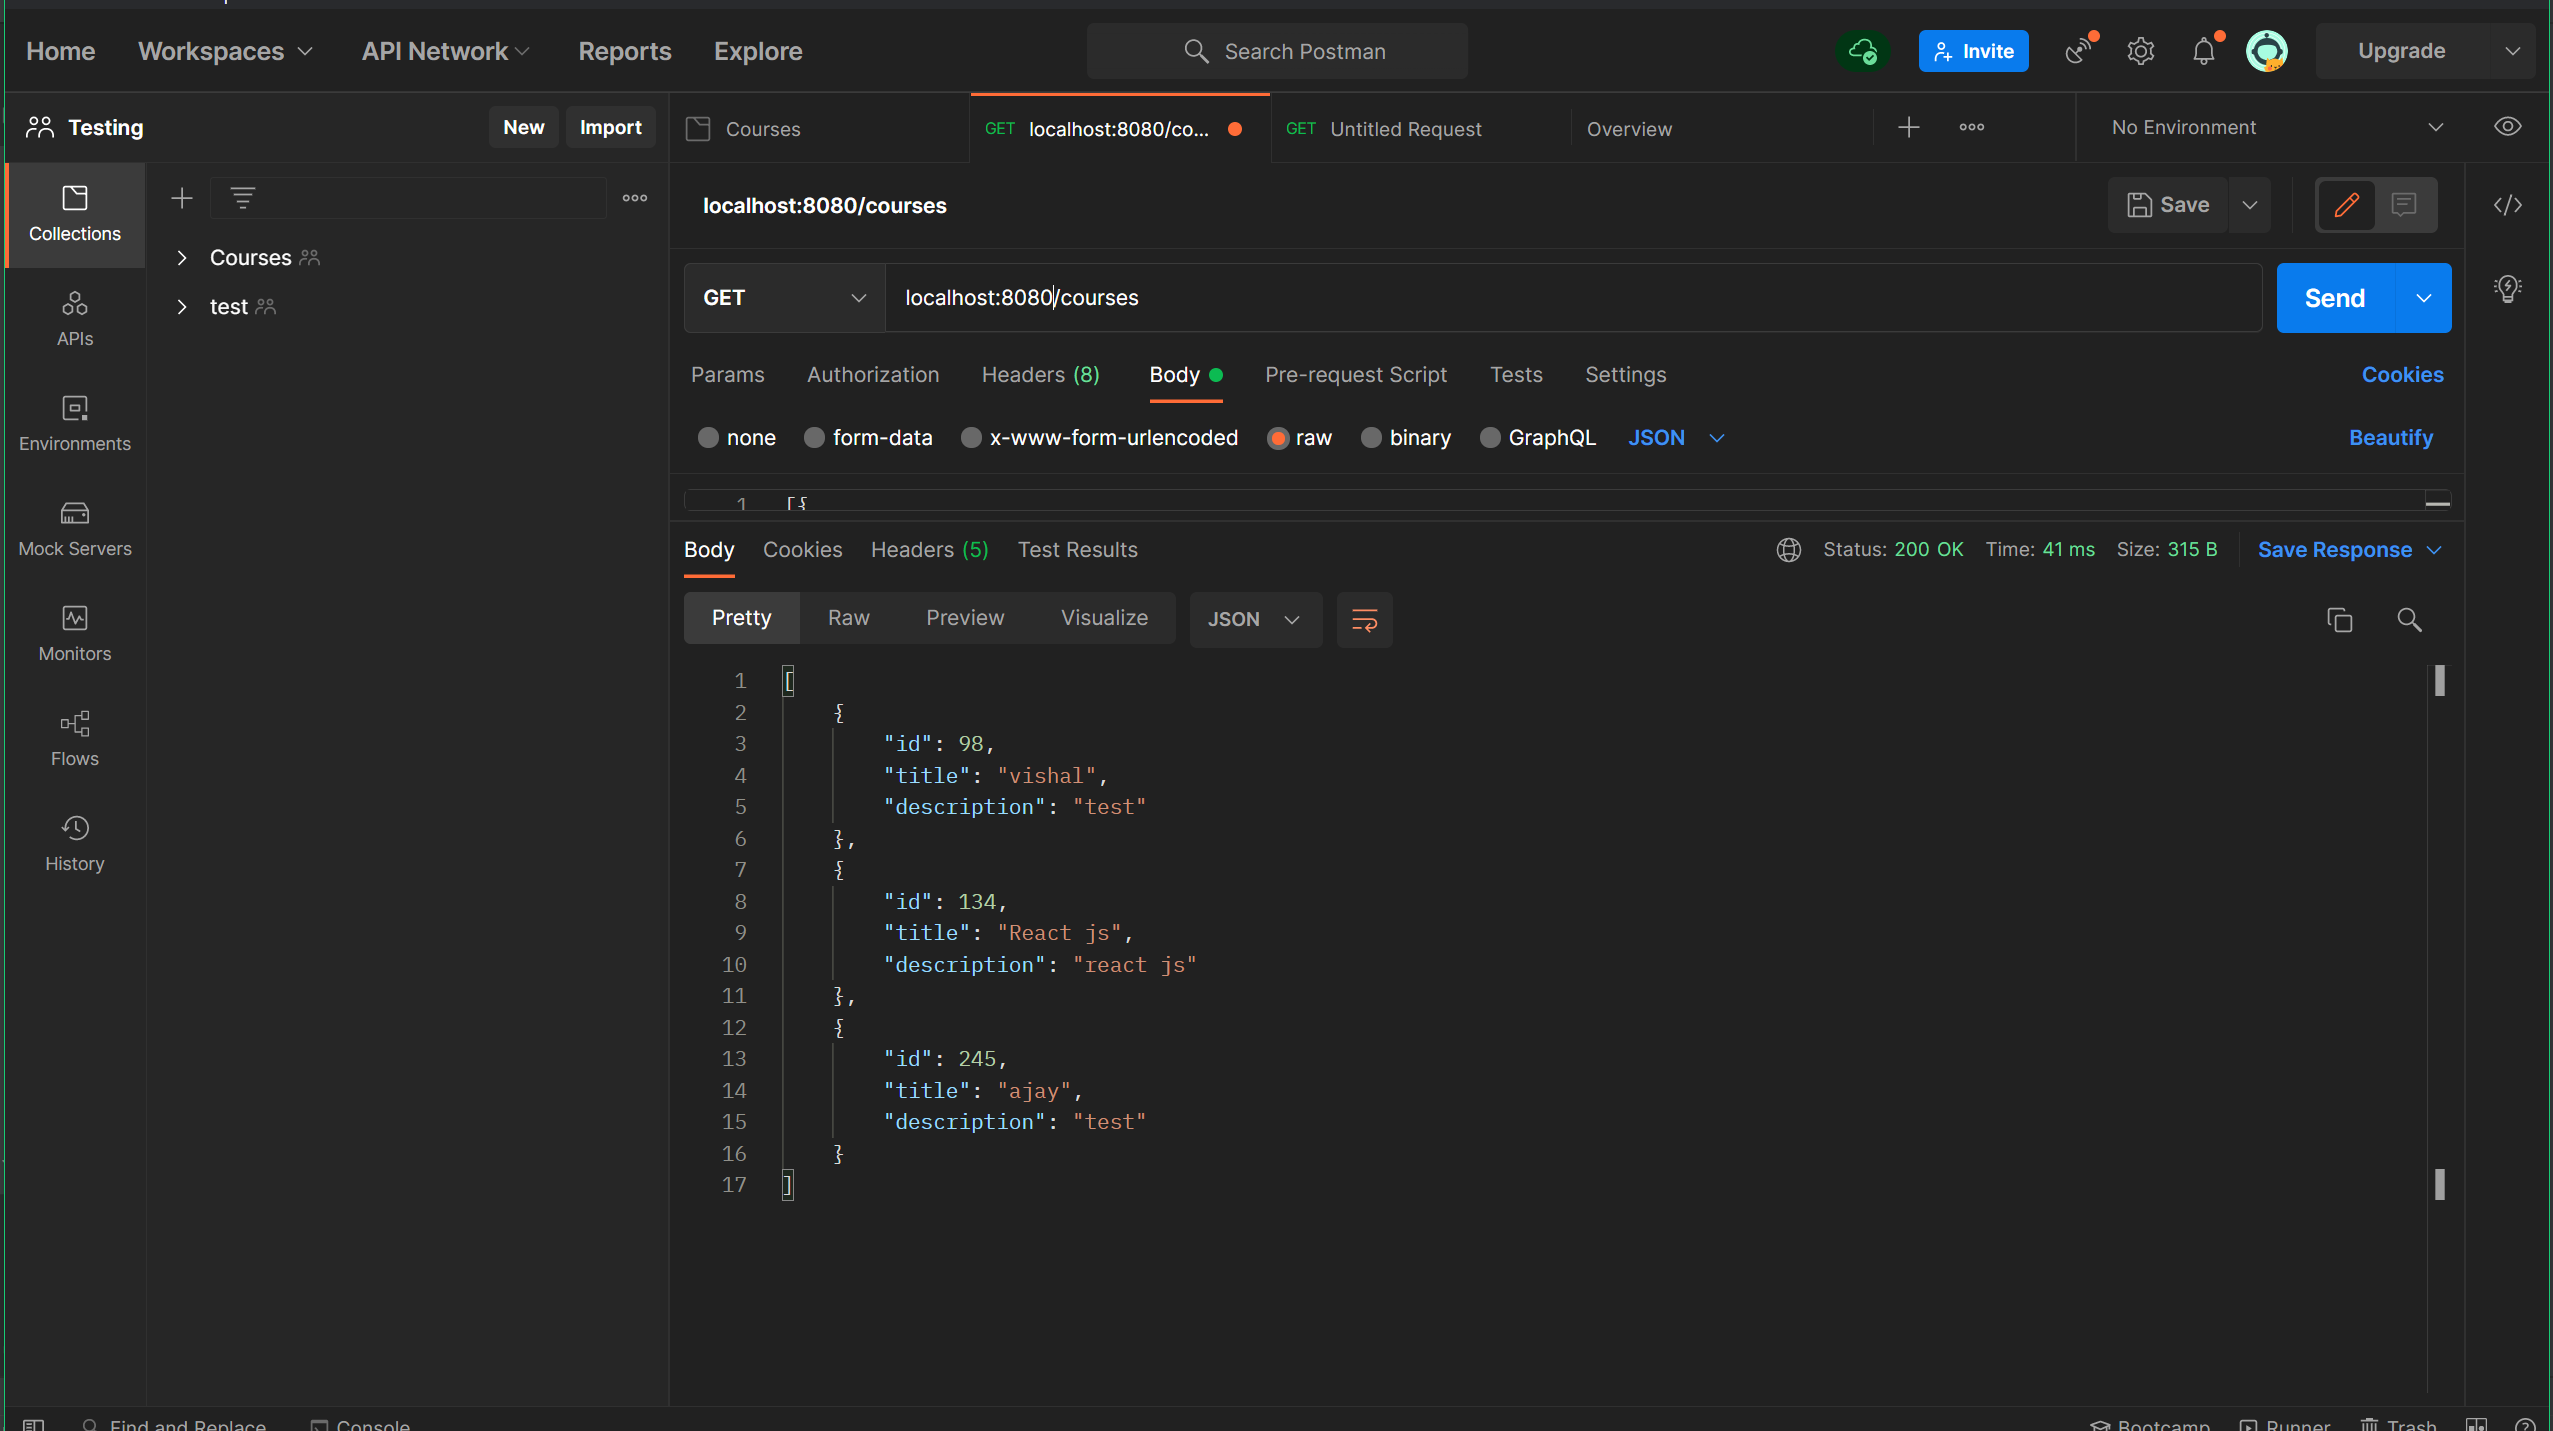 Home Workspaces API Network Reports Explore Search Postman Invite Upgrade
Testing New Import Courses GET localhost:8080/co... GET Untitled Request Overview No Environment
localhost:8080/courses Save
Collections
Courses
test
APIs
Environments
Mock Servers
Monitors
Flows
History
GET localhost:8080/courses Send
Params Authorization Headers (8) Body Pre-request Script Tests Settings Cookies
none form-data x-www-form-urlencoded raw binary GraphQL JSON Beautify
1 [{
Body Cookies Headers (5) Test Results Status: 200 OK Time: 41 ms Size: 315 B Save Response
Pretty Raw Preview Visualize JSON
1 [
2 {
3 "id": 98,
4 "title": "vishal",
5 "description": "test"
6 },
7 {
8 "id": 134,
9 "title": "React js",
10 "description": "react js"
11 },
12 {
13 "id": 245,
14 "title": "ajay",
15 "description": "test"
16 }
17 ]
Find and Replace Console Bootcamp Runner Trash